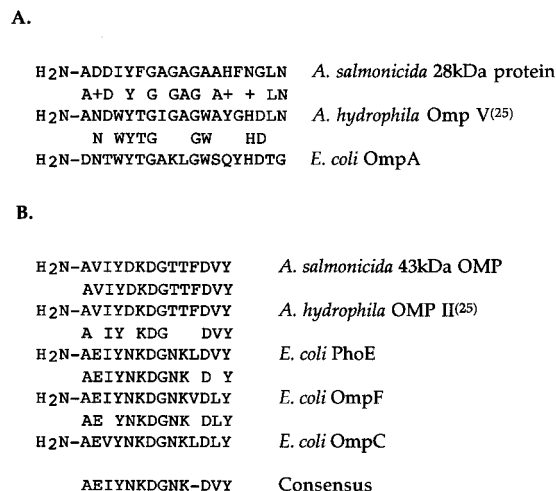 A.
H2N-ADDIYFGAGAGAAHFNGLN A. salmonicida 28kDa protein
A+D Y G GAG A+ + LN
H2N-ANDWYTGIGAGWAYGHDLN A. hydrophila Omp V(25)
N WYTG GW HD
H2N-DNTWYTGAKLGWSQYHDTG E. coli OmpA
B.
H2N-AVIYDKDGTTFDVY A. salmonicida 43kDa OMP
AVIYDKDGTTFDVY
H2N-AVIYDKDGTTFDVY A. hydrophila OMP II(25)
A IY KDG DVY
H2N-AEIYNKDGNKLDVY E. coli PhoE
AEIYNKDGNK D Y
H2N-AEIYNKDGNKVDLY E. coli OmpF
AE YNKDGNK DLY
H2N-AEVYNKDGNKLDLY E. coli OmpC
AEIYNKDGNK-DVY Consensus